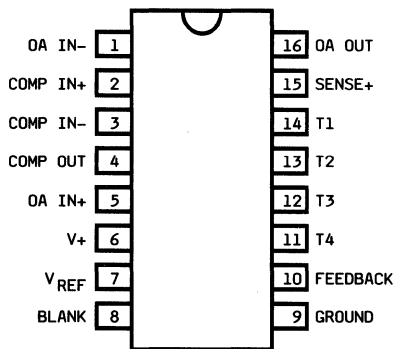 OA IN- 1 16 OA OUT
COMP IN+ 2 15 SENSE+
COMP IN- 3 14 T1
COMP OUT 4 13 T2
OA IN+ 5 12 T3
V+ 6 11 T4
VREF 7 10 FEEDBACK
BLANK 8 9 GROUND